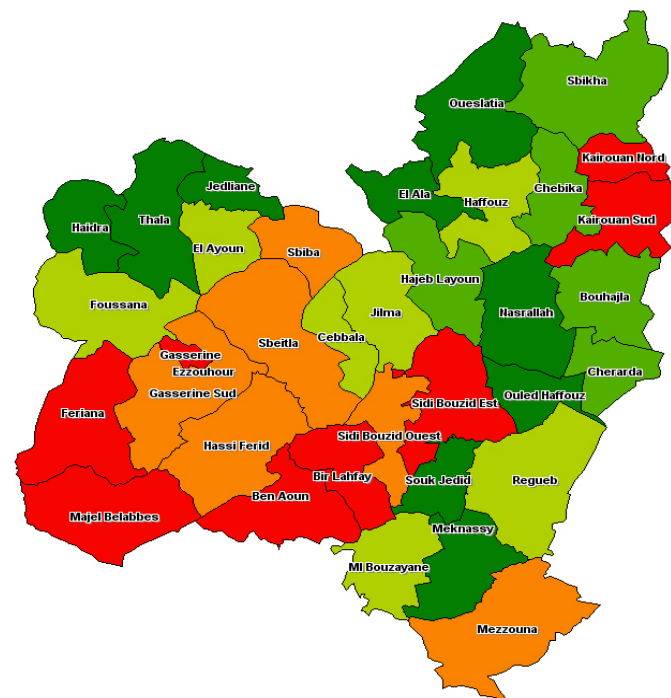 Sbikha
Oueslatia
Kairouan Nord
Jedliane
El Ala
Chebika
Haffouz
Thala
Kairouan Sud
Haidra
El Ayoun
Sbiba
Hajeb Layoun
Bouhajla
Foussana
Jilma
Nasrallah
Sbeitla
Cebbala
Gasserine
Ezzouhour
Cherarda
Gasserine Sud
Ouled Haffouz
Sidi Bouzid Est
Feriana
Sidi Bouzid Ouest
Hassi Ferid
Bir Lahfay
Souk Jedid
Regueb
Ben Aoun
Majel Belabbes
Meknassy
Ml Bouzayane
Mezzouna